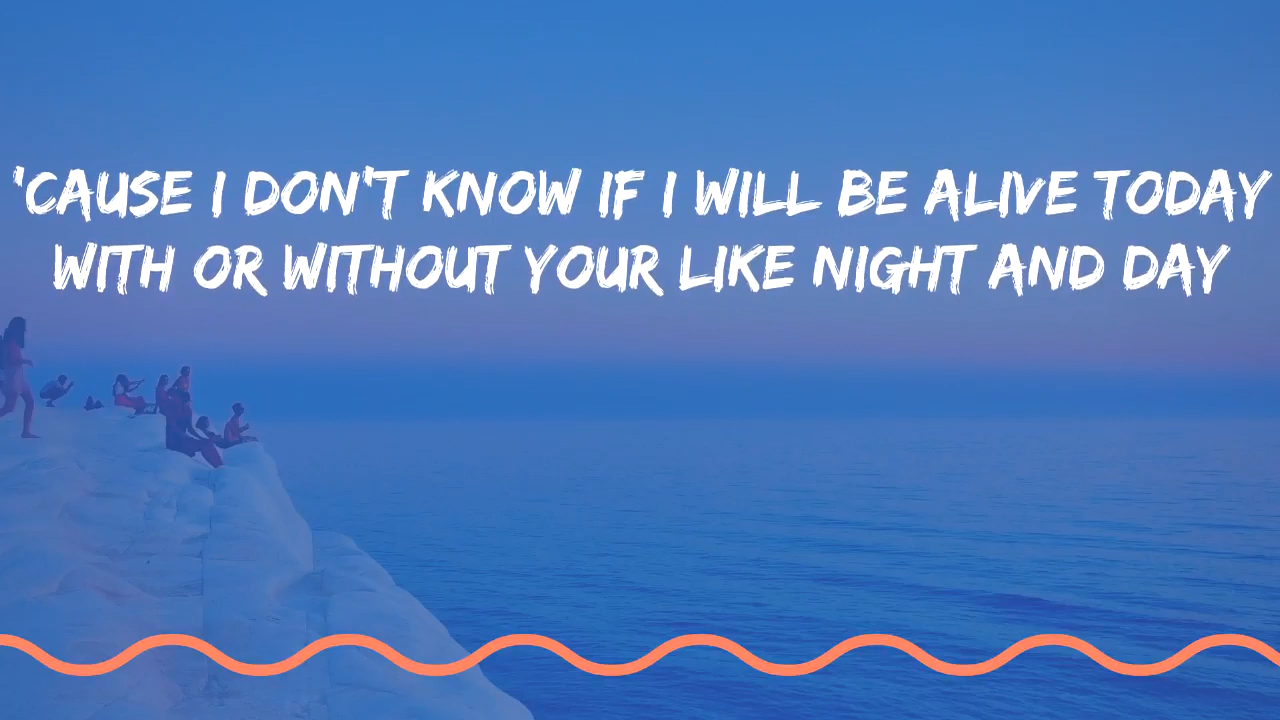 'CAUSE I DON'T KNOW IF I WILL BE ALIVE TODAY
WITH OR WITHOUT YOUR LIKE NIGHT AND DAY